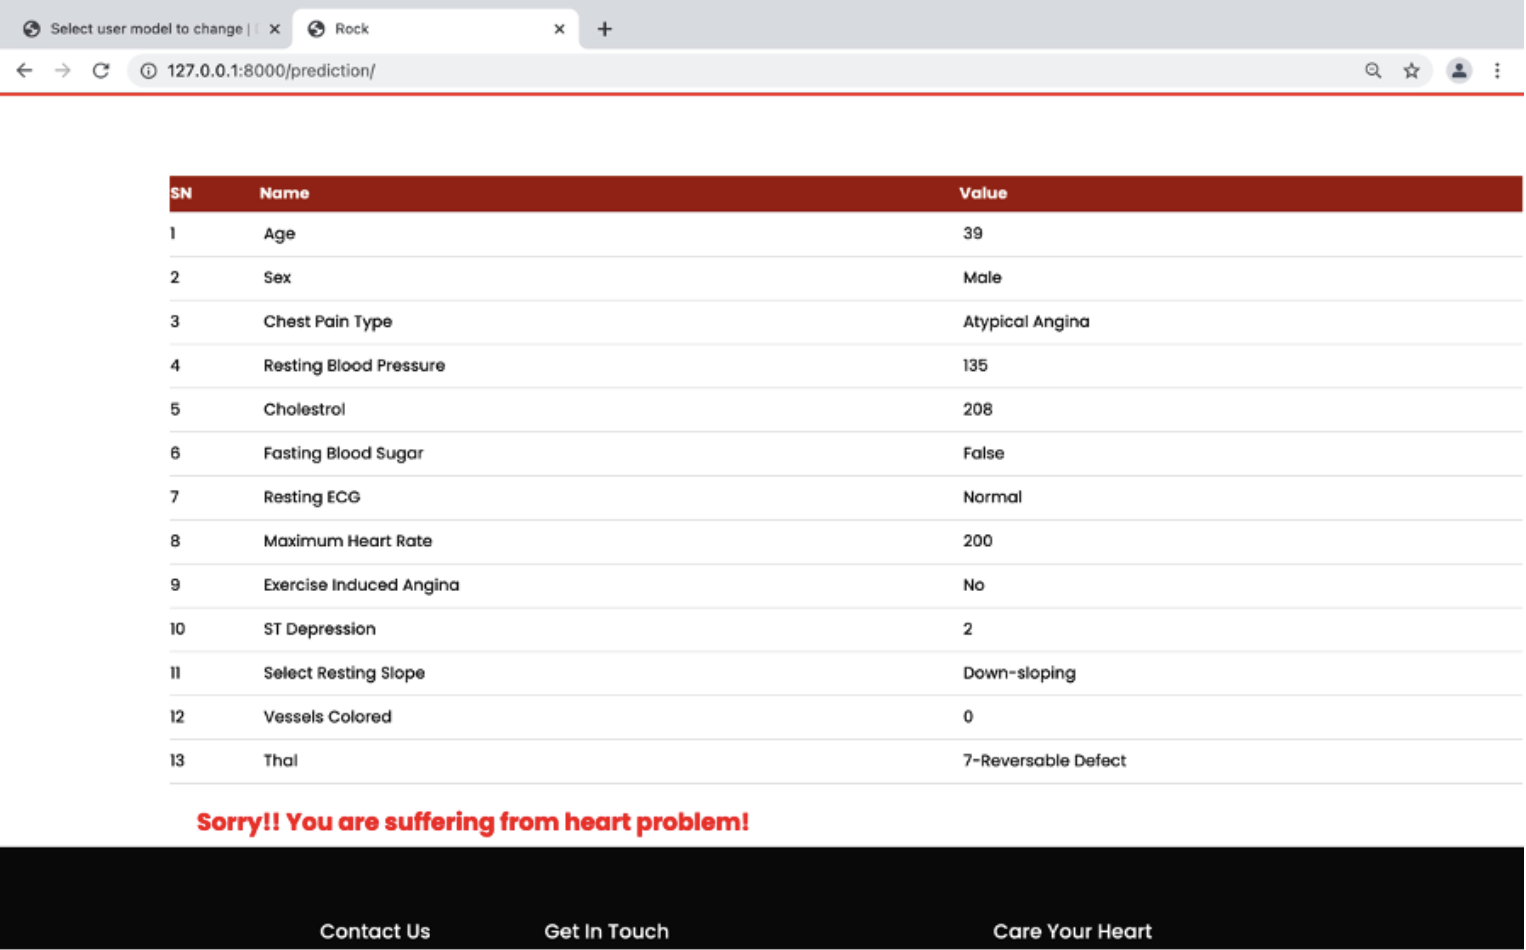 Select user model to change |
Rock
127.0.0.1:8000/prediction/
SN Name Value
1 Age 39
2 Sex Male
3 Chest Pain Type Atypical Angina
4 Resting Blood Pressure 135
5 Cholestrol 208
6 Fasting Blood Sugar False
7 Resting ECG Normal
8 Maximum Heart Rate 200
9 Exercise Induced Angina No
10 ST Depression 2
11 Select Resting Slope Down-sloping
12 Vessels Colored 0
13 Thal 7-Reversable Defect
Sorry!! You are suffering from heart problem!
Contact Us Get In Touch Care Your Heart